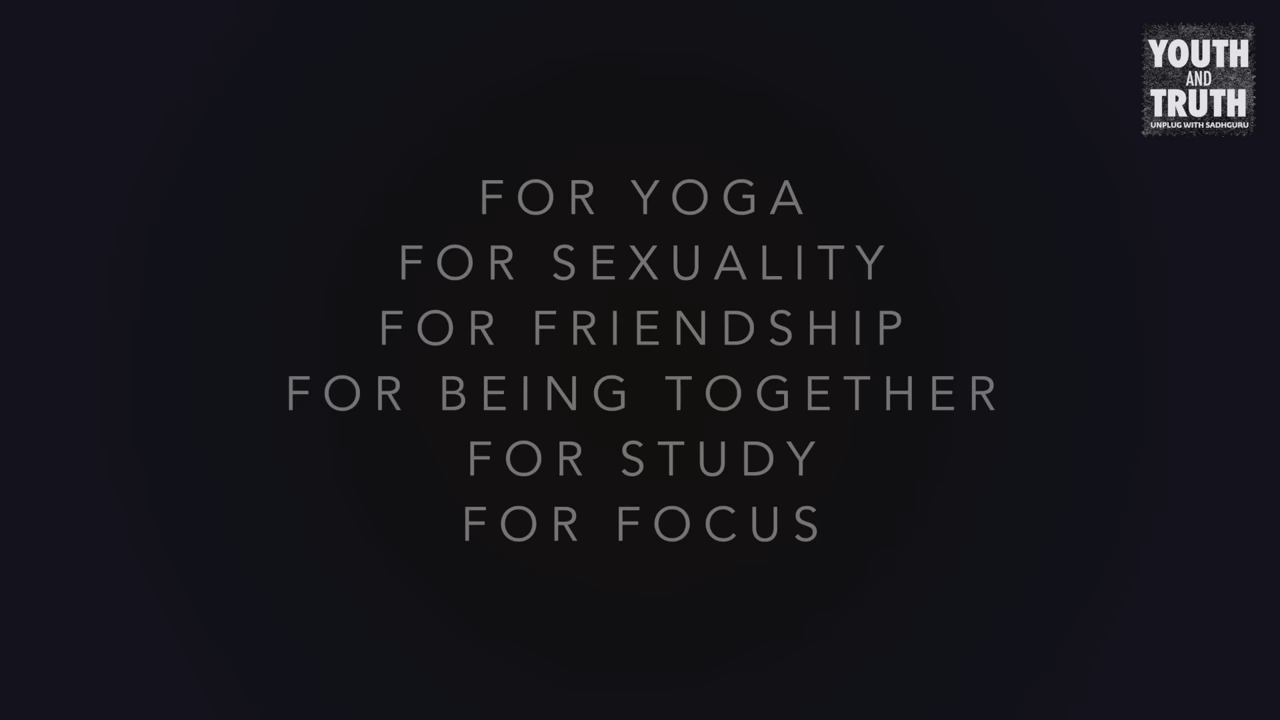 YOUTH
AND
TRUTH
UNPLUG WITH SADHGURU
FOR YOGA
FOR SEXUALITY
FOR FRIENDSHIP
FOR BEING TOGETHER
FOR STUDY
FOR FOCUS